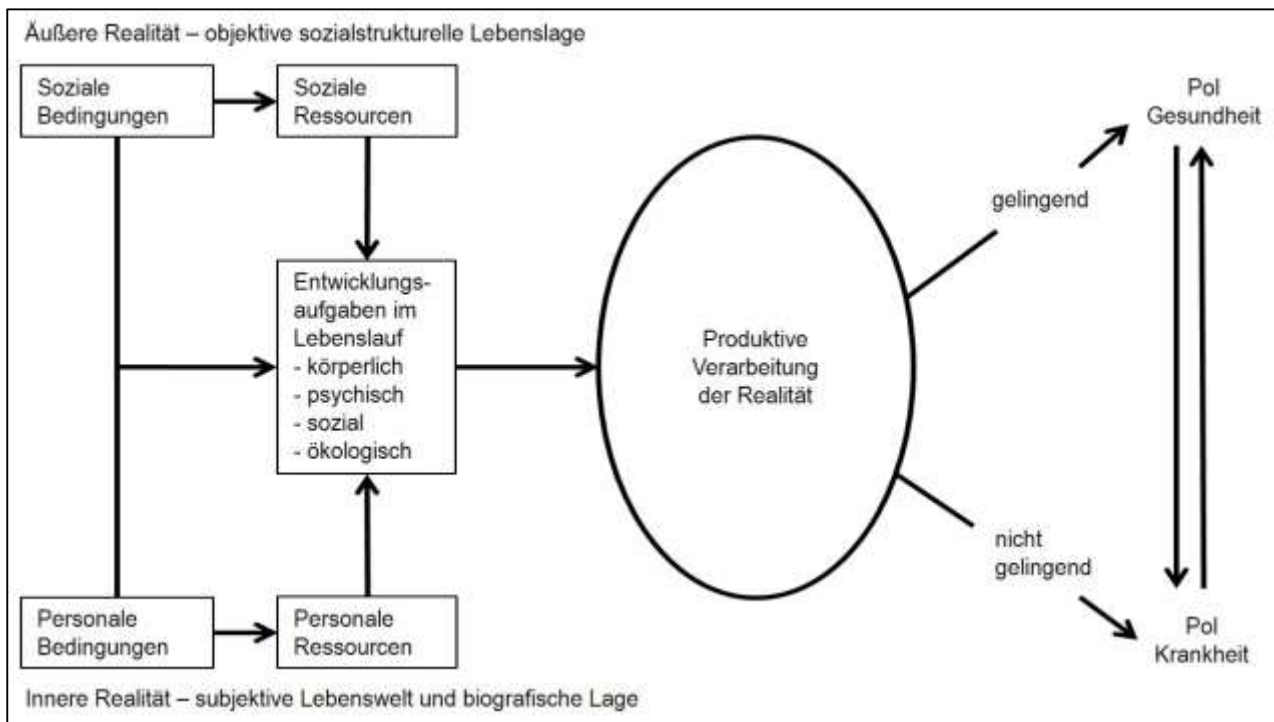 Äußere Realität – objektive sozialstrukturelle Lebenslage
Soziale
Bedingungen
Soziale
Ressourcen
Entwicklungs-
aufgaben im
Lebenslauf
- körperlich
- psychisch
- sozial
- ökologisch
Personale
Bedingungen
Personale
Ressourcen
Produktive
Verarbeitung
der Realität
gelingend
nicht
gelingend
Pol
Gesundheit
Pol
Krankheit
Innere Realität – subjektive Lebenswelt und biografische Lage